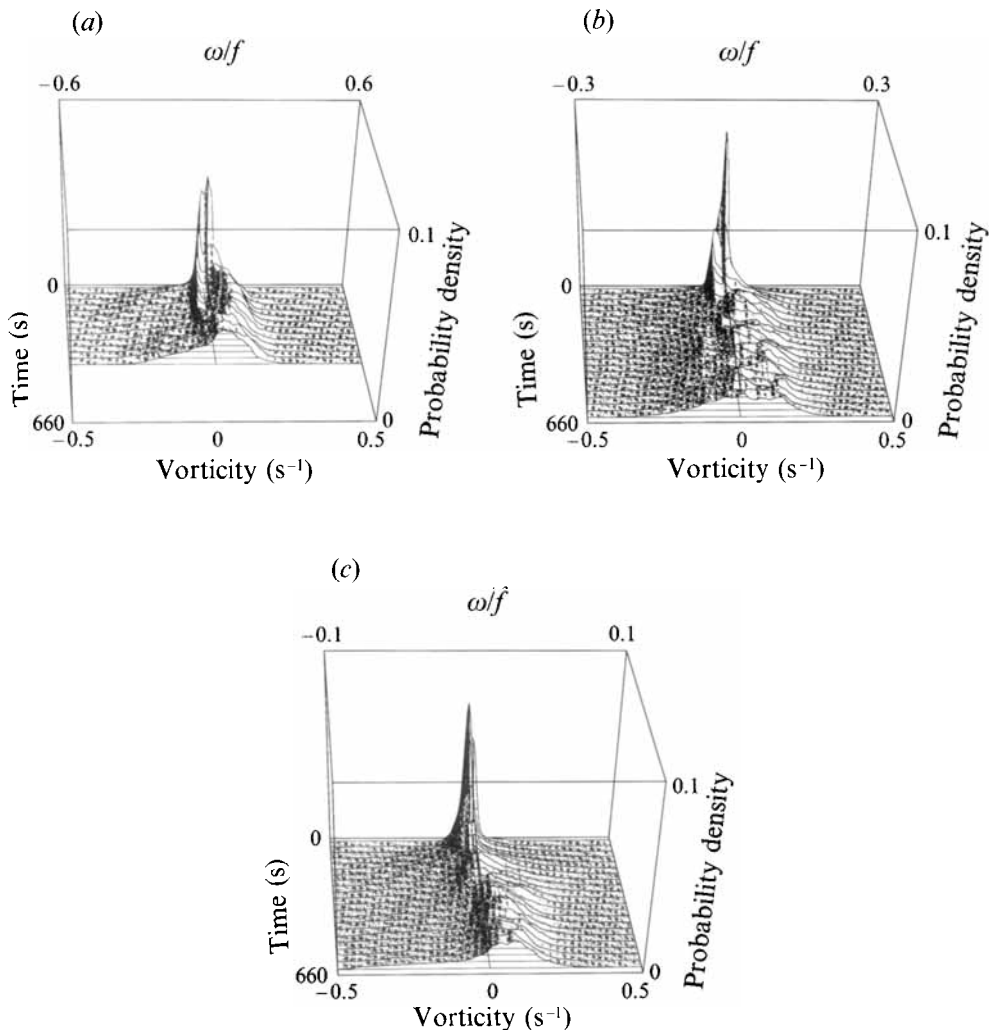 (a)
ω/f
−0.6 0.6
0.1
0
Time (s)
Probability density
660
0
−0.5 0 0.5
Vorticity (s⁻¹)
(b)
ω/f
−0.3 0.3
0.1
0
Time (s)
Probability density
660
0
−0.5 0 0.5
Vorticity (s⁻¹)
(c)
ω/f
−0.1 0.1
0.1
0
Time (s)
Probability density
660
0
−0.5 0 0.5
Vorticity (s⁻¹)